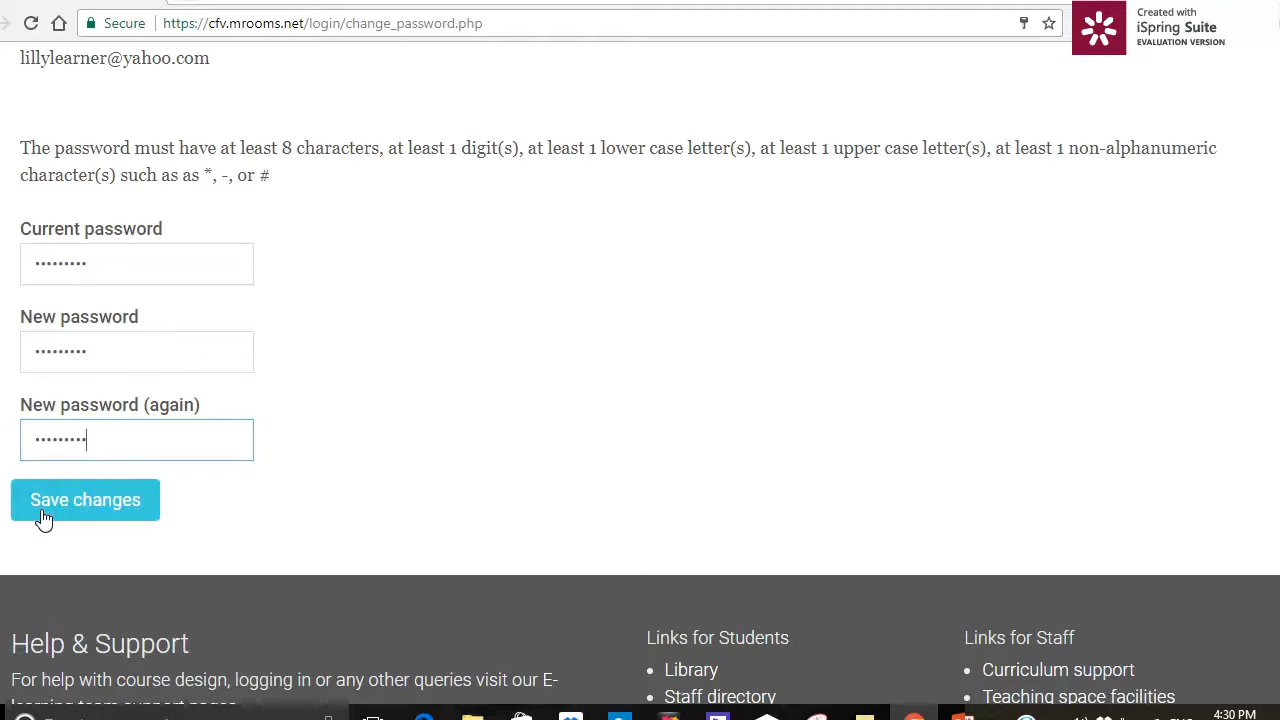 Secure
https://cfv.mrooms.net/login/change_password.php
Created with
iSpring Suite
EVALUATION VERSION
lillylearner@yahoo.com
The password must have at least 8 characters, at least 1 digit(s), at least 1 lower case letter(s), at least 1 upper case letter(s), at least 1 non-alphanumeric
character(s) such as as *, -, or #
Current password
•••••••••
New password
•••••••••
New password (again)
•••••••••
Save changes
Help & Support
For help with course design, logging in or any other queries visit our E-
learning team support pages
Links for Students
• Library
• Staff directory
Links for Staff
• Curriculum support
• Teaching space facilities
4:30 PM